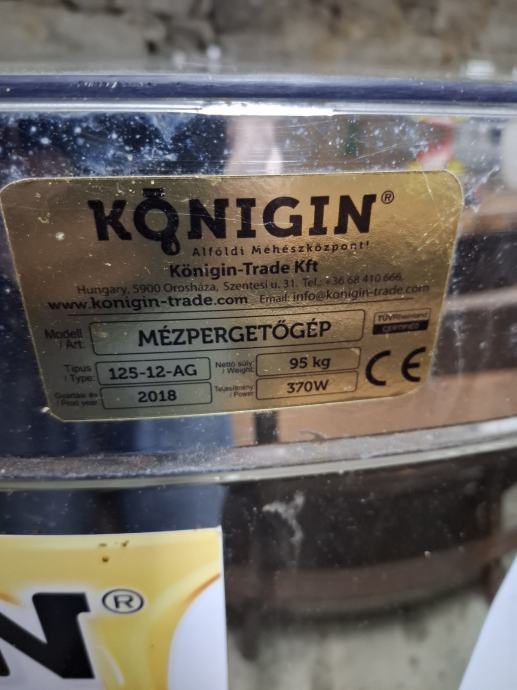 KÖNIGIN®
Alföldi Méhészközpont!
Königin-Trade Kft
Hungary, 5900 Orosháza, Szentesi u. 31. Tel.: +36 68 410 666,
www.konigin-trade.com Email: info@konigin-trade.com
Modell / Art: MÉZPERGETŐGÉP TÜVRheinland CERTIFIED
Típus / Type: 125-12-AG Nettó súly / Weight: 95 kg CE
Gyártási év / Prod year: 2018 Teljesítmény / Power: 370W
N®